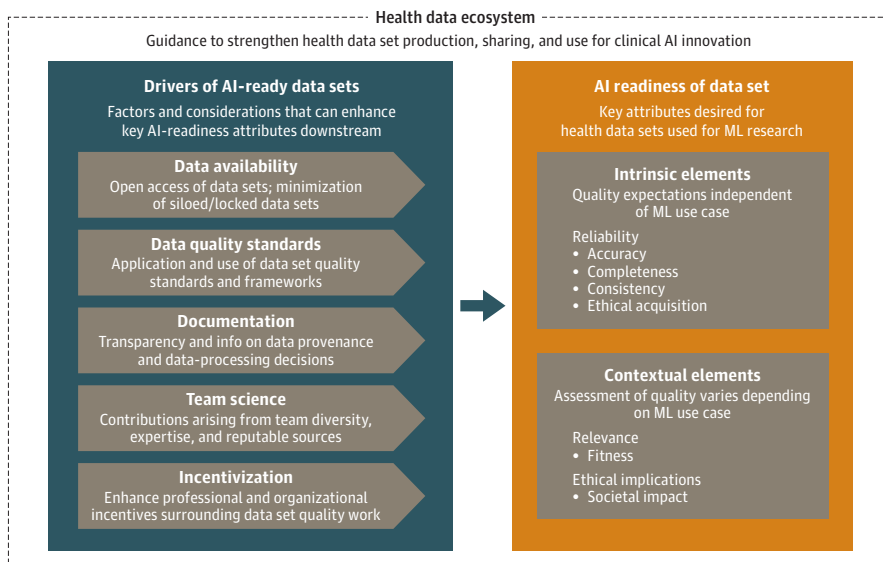 Health data ecosystem
Guidance to strengthen health data set production, sharing, and use for clinical AI innovation
Drivers of AI-ready data sets
Factors and considerations that can enhance
key AI-readiness attributes downstream
Data availability
Open access of data sets; minimization
of siloed/locked data sets
Data quality standards
Application and use of data set quality
standards and frameworks
Documentation
Transparency and info on data provenance
and data-processing decisions
Team science
Contributions arising from team diversity,
expertise, and reputable sources
Incentivization
Enhance professional and organizational
incentives surrounding data set quality work
AI readiness of data set
Key attributes desired for
health data sets used for ML research
Intrinsic elements
Quality expectations independent
of ML use case
Reliability
• Accuracy
• Completeness
• Consistency
• Ethical acquisition
Contextual elements
Assessment of quality varies depending
on ML use case
Relevance
• Fitness
Ethical implications
• Societal impact